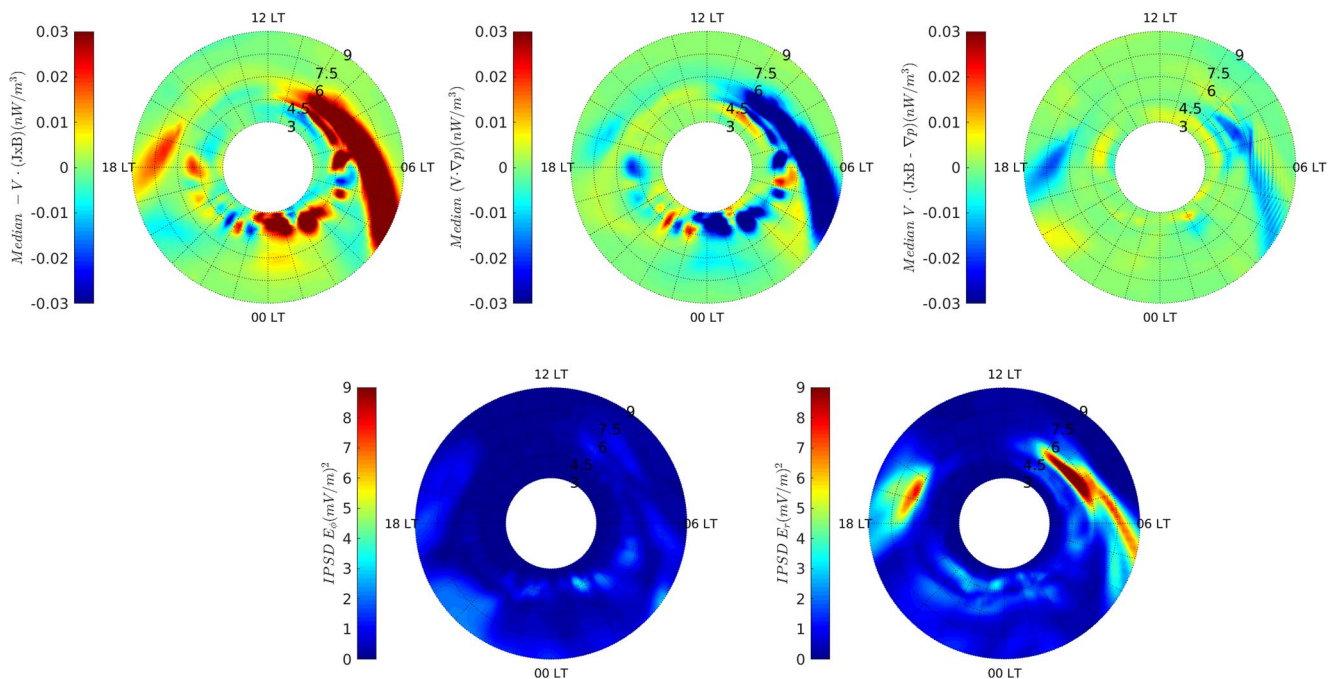 12 LT
0.03
0.02
0.01
0
-0.01
-0.02
-0.03
Median − V · (JxB)(nW/m³)
9
7.5
6
4.5
3
18 LT
06 LT
00 LT
12 LT
0.03
0.02
0.01
0
-0.01
-0.02
-0.03
Median (V·∇p)(nW/m³)
9
7.5
6
4.5
3
18 LT
06 LT
00 LT
12 LT
0.03
0.02
0.01
0
-0.01
-0.02
-0.03
Median V · (JxB - ∇p)(nW/m³)
9
7.5
6
4.5
3
18 LT
06 LT
00 LT
12 LT
9
8
7
6
5
4
3
2
1
0
IPSD E_ϕ(mV/m)²
9
7.5
6
4.5
3
18 LT
06 LT
00 LT
12 LT
9
8
7
6
5
4
3
2
1
0
IPSD E_r(mV/m)²
9
7.5
6
4.5
3
18 LT
06 LT
00 LT